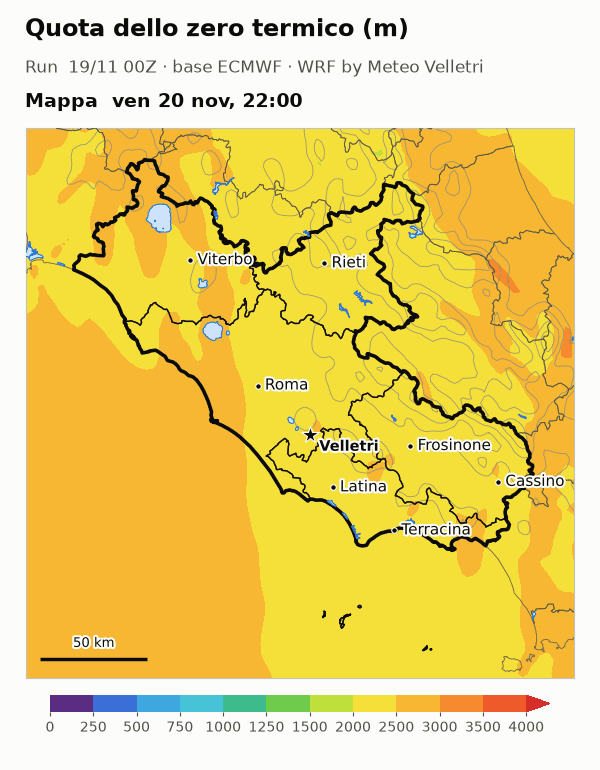 Quota dello zero termico (m)
Run 19/11 00Z · base ECMWF · WRF by Meteo Velletri
Mappa ven 20 nov, 22:00
Viterbo
Rieti
Roma
Velletri
Frosinone
Cassino
Latina
Terracina
50 km
0 250 500 750 1000 1250 1500 2000 2500 3000 3500 4000